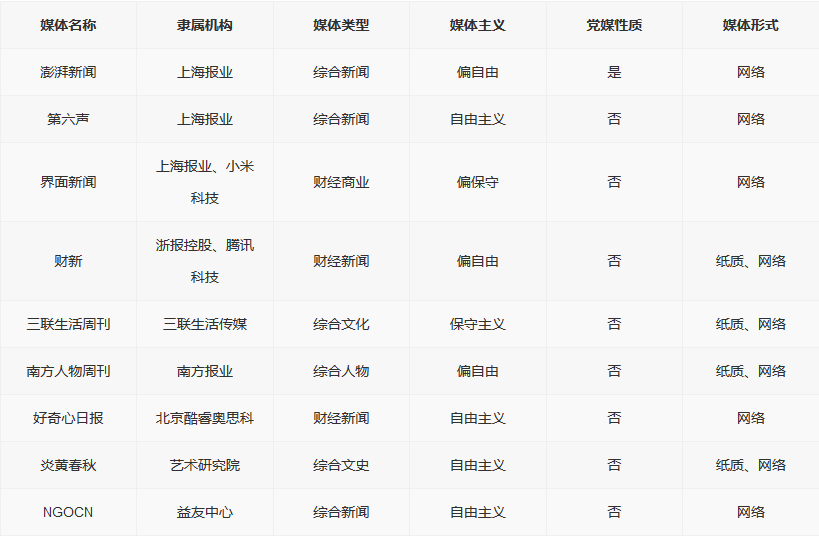 媒体名称 隶属机构 媒体类型 媒体主义 党媒性质 媒体形式
澎湃新闻 上海报业 综合新闻 偏自由 是 网络
第六声 上海报业 综合新闻 自由主义 否 网络
界面新闻 上海报业、小米
科技 财经商业 偏保守 否 网络
财新 浙报控股、腾讯
科技 财经新闻 偏自由 否 纸质、网络
三联生活周刊 三联生活传媒 综合文化 保守主义 否 纸质、网络
南方人物周刊 南方报业 综合人物 偏自由 否 纸质、网络
好奇心日报 北京酷睿奥思科 财经新闻 自由主义 否 网络
炎黄春秋 艺术研究院 综合文史 自由主义 否 纸质、网络
NGOCN 益友中心 综合新闻 自由主义 否 网络